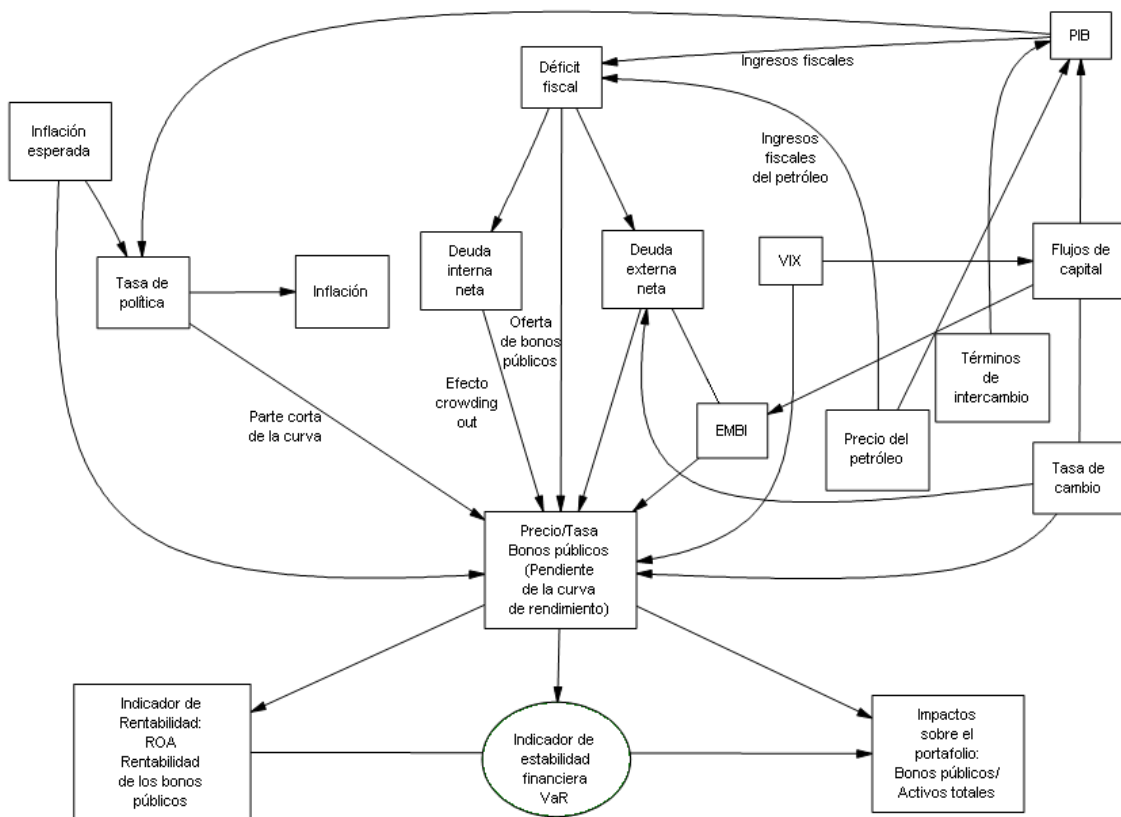 PIB
Ingresos fiscales
Déficit
fiscal
Inflación
esperada
Ingresos
fiscales
del petróleo
Tasa de
política
Inflación
Deuda
interna
neta
Deuda
externa
neta
VIX
Flujos de
capital
Oferta
de bonos
públicos
Efecto
crowding
out
Términos
de
intercambio
Parte corta
de la curva
EMBI
Precio del
petróleo
Tasa de
cambio
Precio/Tasa
Bonos públicos
(Pendiente
de la curva
de rendimiento)
Indicador de
Rentabilidad:
ROA
Rentabilidad
de los bonos
públicos
Indicador de
estabilidad
financiera
VaR
Impactos
sobre el
portafolio:
Bonos públicos/
Activos totales